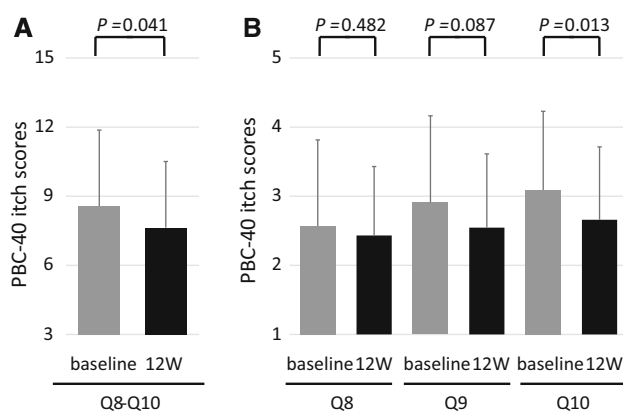 A
P=0.041
15
12
9
6
3
PBC-40 itch scores
baseline 12W
Q8-Q10
B
P=0.482 P=0.087 P=0.013
5
4
3
2
1
PBC-40 itch scores
baseline 12W baseline 12W baseline 12W
Q8 Q9 Q10